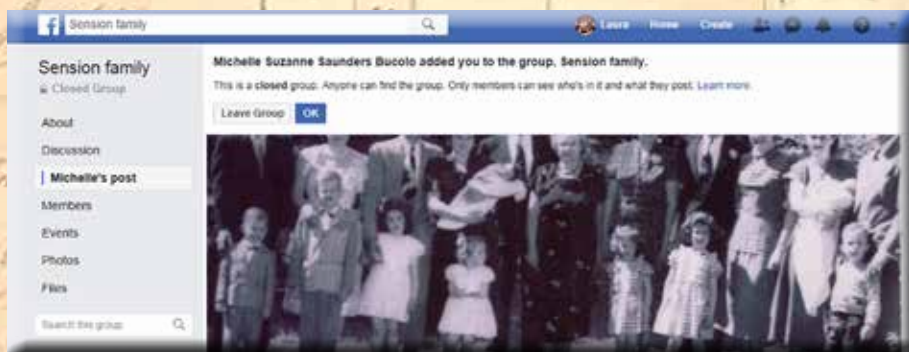 f
Sension family
Laura Home Create
Sension family
Closed Group
About
Discussion
Michelle's post
Members
Events
Photos
Files
Search this group
Michelle Suzanne Saunders Bucolo added you to the group, Sension family.
This is a closed group. Anyone can find the group. Only members can see who's in it and what they post. Learn more.
Leave Group OK